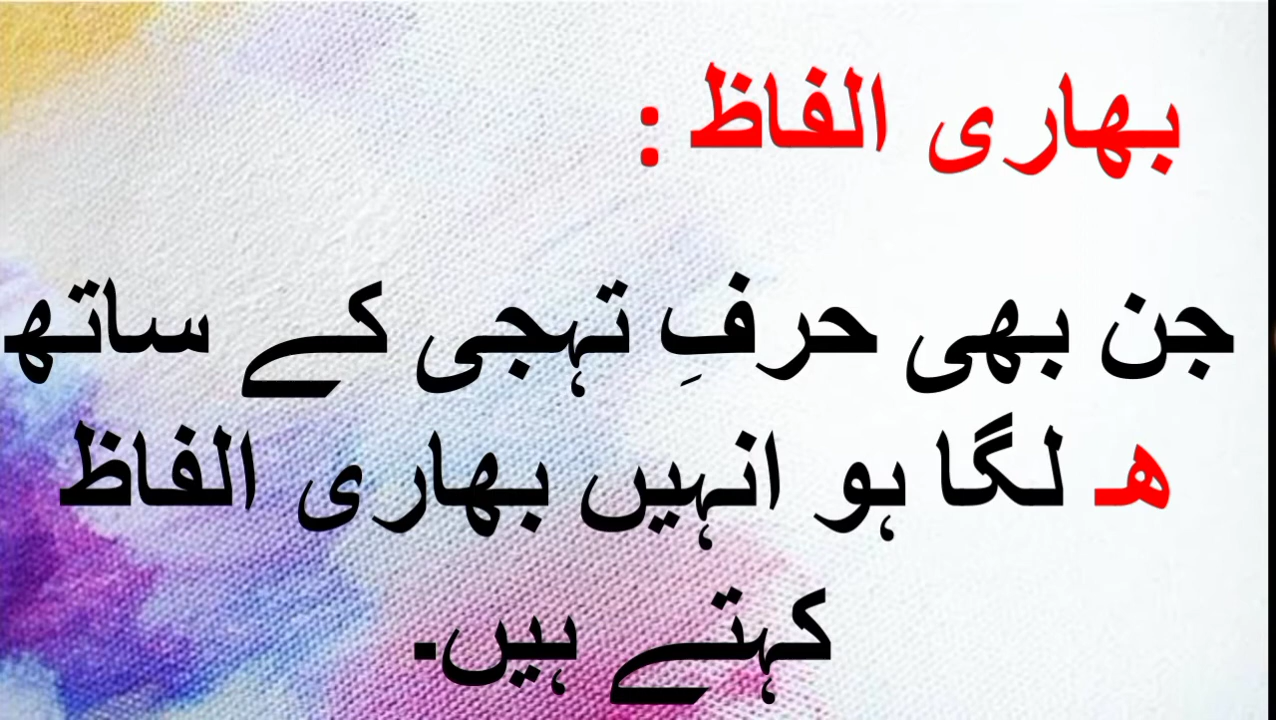 بھاری الفاظ :
جن بھی حرفِ تہجی کے ساتھ
ھ لگا ہو انہیں بھاری الفاظ
کہتے ہیں.